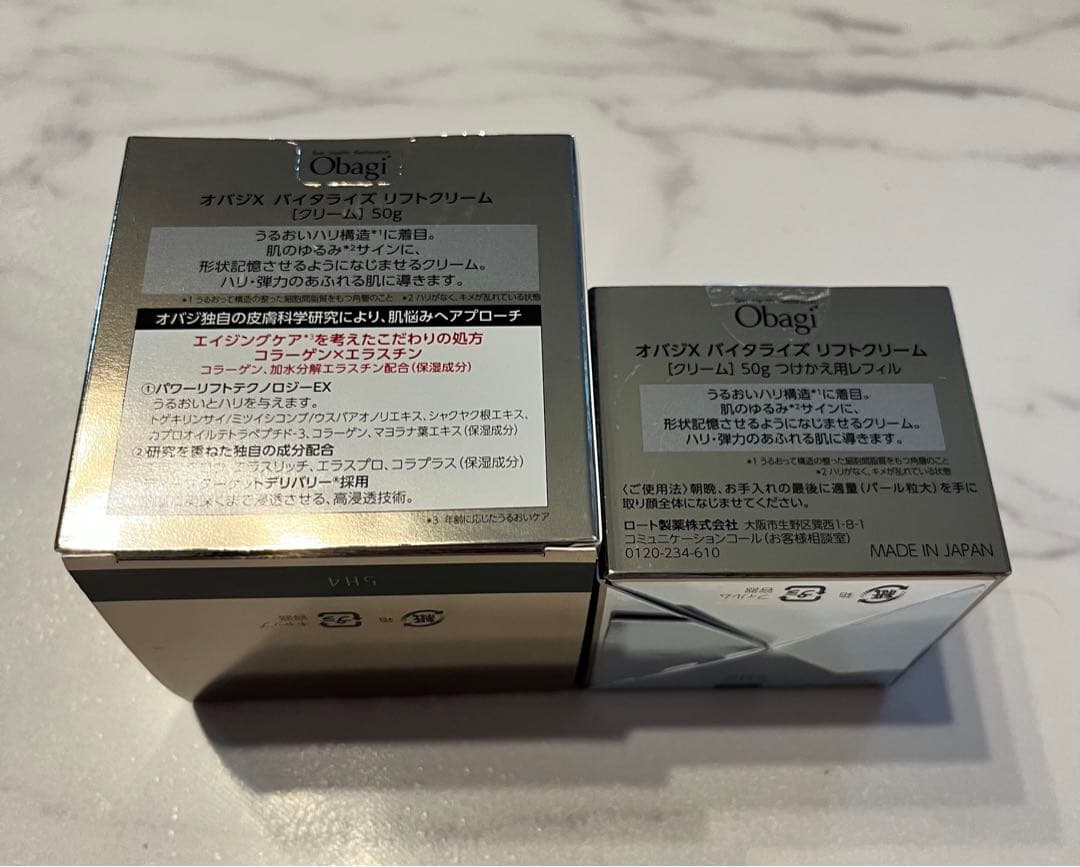 Obagi
オバジX バイタライズ リフトクリーム
[クリーム] 50g
うるおいハリ構造*1に着目。
肌のゆるみ*2サインに、
形状記憶させるようになじませるクリーム。
ハリ・弾力のあふれる肌に導きます。
*1 うるおって構造の整った細胞間脂質をもつ角層のこと *2 ハリがなく、キメが乱れている状態
オバジ独自の皮膚科学研究により、肌悩みへアプローチ
エイジングケア*3を考えたこだわりの処方
コラーゲン×エラスチン
コラーゲン、加水分解エラスチン配合(保湿成分)
①パワーリフトテクノロジーEX
うるおいとハリを与えます。
トゲキリンサイ/ミツイシコンブ/ウスバアオノリエキス、シャクヤク根エキス、
カプロオイルテトラペプチド-3、コラーゲン、マヨラナ葉エキス(保湿成分)
②研究を重ねた独自の成分配合
エラスリッチ、エラスプロ、コラプラス(保湿成分)
デリバリー*採用
浸透させる、高浸透技術。
*3 年齢に応じたうるおいケア
5H4
キャップ
容器
箱
Obagi
オバジX バイタライズ リフトクリーム
[クリーム] 50g つけかえ用レフィル
うるおいハリ構造*1に着目。
肌のゆるみ*2サインに、
形状記憶させるようになじませるクリーム。
ハリ・弾力のあふれる肌に導きます。
*1 うるおって構造の整った細胞間脂質をもつ角層のこと
*2 ハリがなく、キメが乱れている状態
〈ご使用法〉朝晩、お手入れの最後に適量(パール粒大)を手に
取り顔全体になじませてください。
ロート製薬株式会社 大阪市生野区巽西1-8-1
コミュニケーションコール(お客様相談室)
0120-234-610
MADE IN JAPAN
フィルム
容器
箱